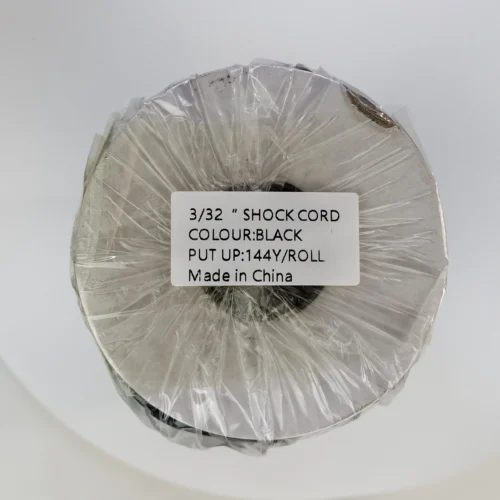 3/32 " SHOCK CORD
COLOUR:BLACK
PUT UP:144Y/ROLL
Made in China